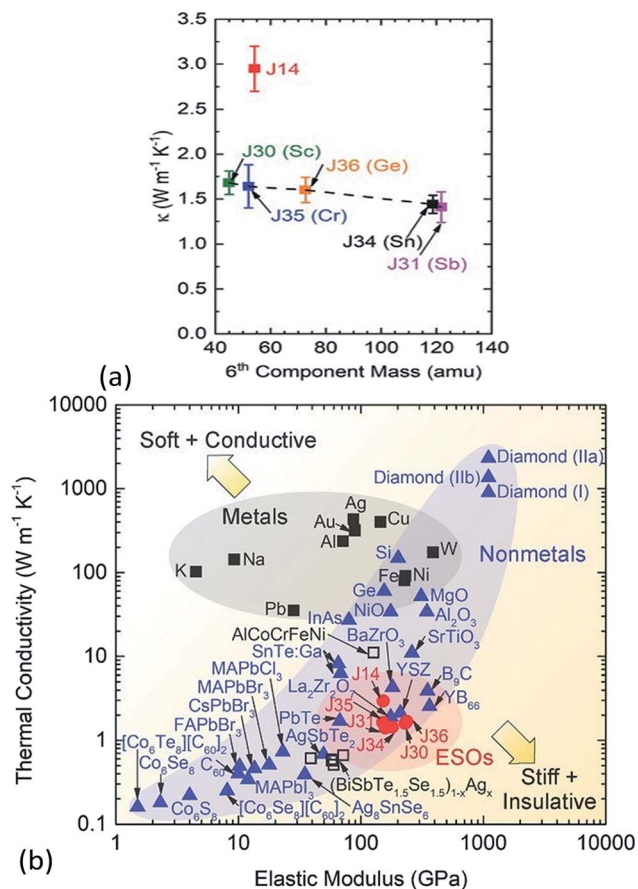 3.5
3.0
2.5
2.0
1.5
1.0
0.5
0.0
κ (W m⁻¹ K⁻¹)
J14
J30 (Sc)
J36 (Ge)
J35 (Cr)
J34 (Sn)
J31 (Sb)
40 60 80 100 120 140
6th Component Mass (amu)
(a)
10000
1000
100
10
1
0.1
Thermal Conductivity (W m⁻¹ K⁻¹)
Soft +
Conductive
Diamond (IIa)
Diamond (IIb)
Diamond (I)
Metals
Ag
Au
Cu
Al
Nonmetals
Si
W
K
Na
Fe
Ni
Ge
MgO
Pb
InAs
NiO
Al₂O₃
AlCoCrFeNi
BaZrO₃
SrTiO₃
SnTe:Ga
MAPbCl₃
J14
YSZ
B₉C
MAPbBr₃
La₂Zr₂O₇
YB₆₆
CsPbBr₃
J35
FAPbBr₃
PbTe
J31
J36
[Co₆Te₈][C₆₀]₂
AgSbTe₂
J34
J30
ESOs
Co₆Se₈
C₆₀
MAPbI₃
(BiSbTe₁.₅Se₁.₅)₁₋ₓAgₓ
Stiff +
Insulative
Co₆S₈
[Co₆Se₈][C₆₀]₂
Ag₈SnSe₆
1 10 100 1000 10000
Elastic Modulus (GPa)
(b)